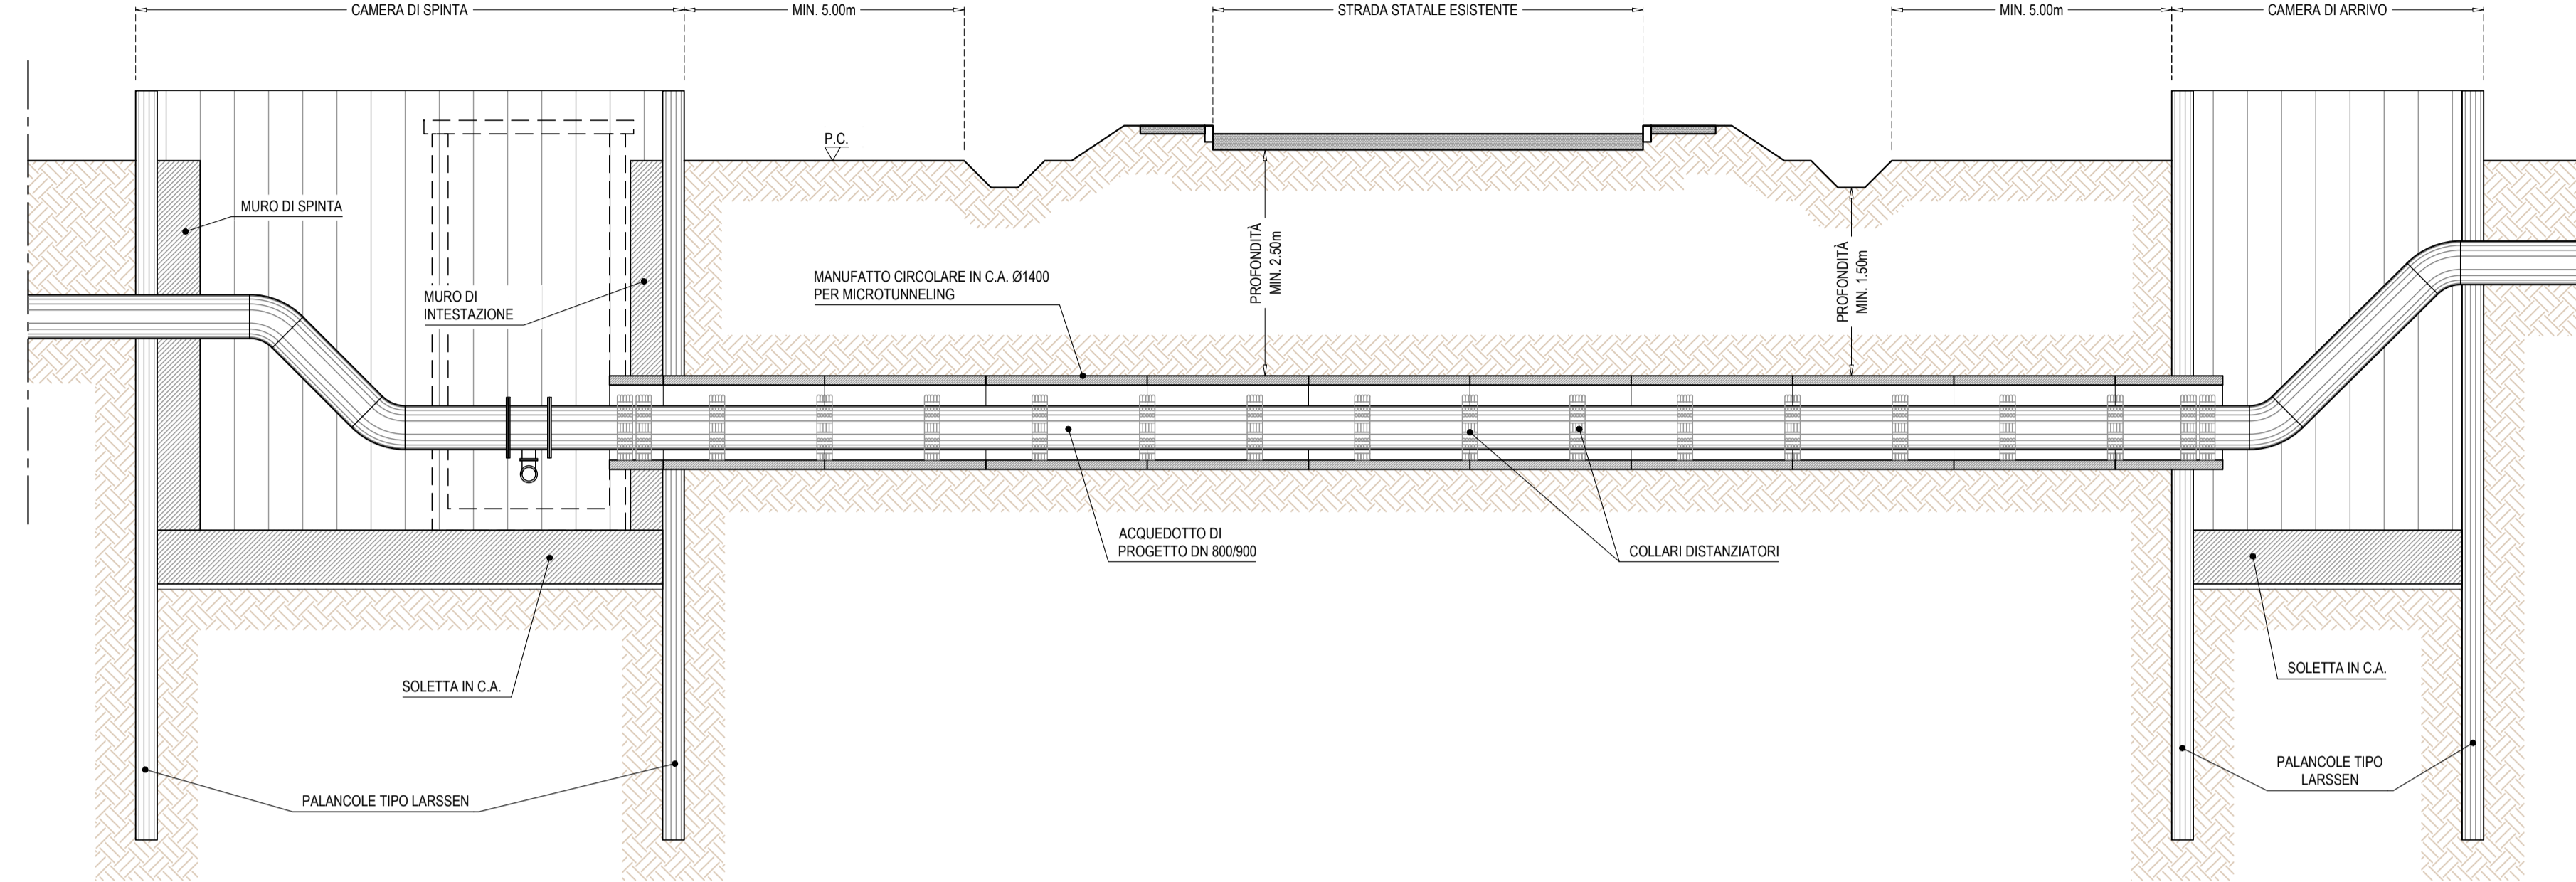 CAMERA DI SPINTA
MIN. 5.00m
STRADA STATALE ESISTENTE
MIN. 5.00m
CAMERA DI ARRIVO
P.C.
MURO DI SPINTA
MURO DI
INTESTAZIONE
MANUFATTO CIRCOLARE IN C.A. Ø1400
PER MICROTUNNELING
PROFONDITÀ
MIN. 2.50m
PROFONDITÀ
MIN. 1.50m
ACQUEDOTTO DI
PROGETTO DN 800/900
COLLARI DISTANZIATORI
SOLETTA IN C.A.
SOLETTA IN C.A.
PALANCOLE TIPO LARSSEN
PALANCOLE TIPO
LARSSEN